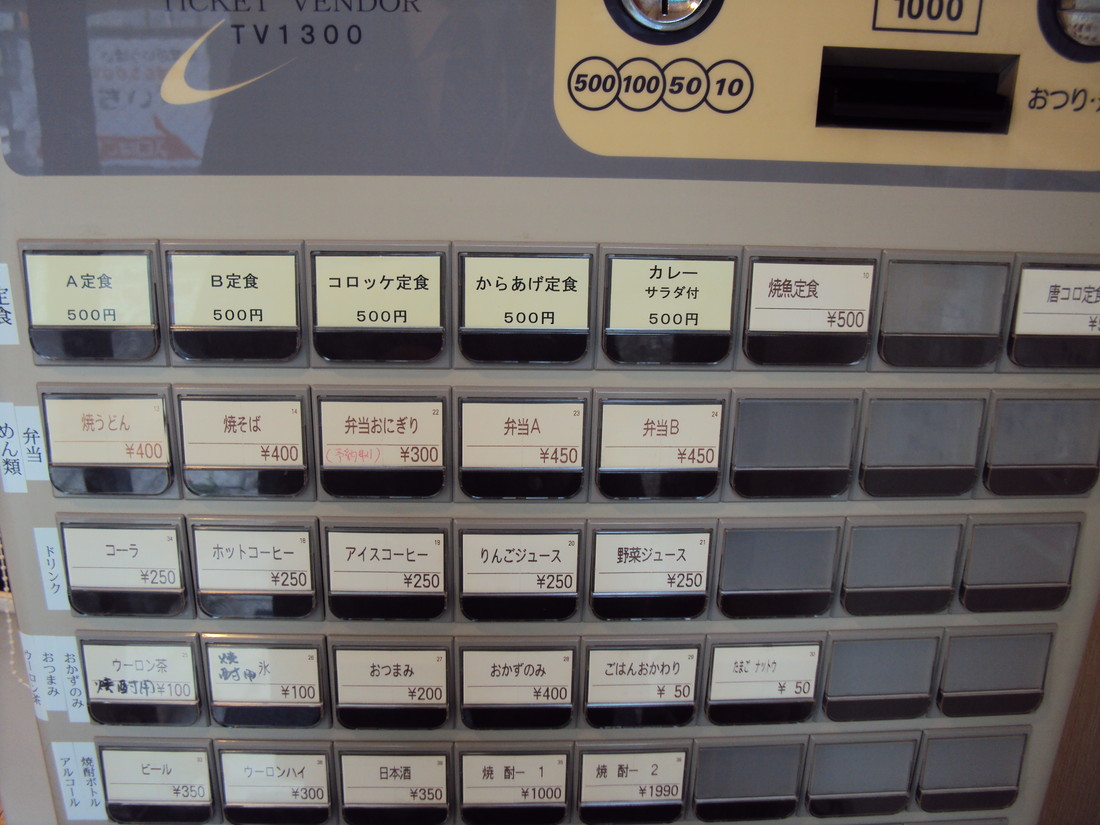 TICKET VENDOR
TV1300
500 100 50 10
1000
おつり・
定食
A定食
500円
B定食
500円
コロッケ定食
500円
からあげ定食
500円
カレー
サラダ付
500円
焼魚定食
¥500
唐コロ定食
弁当
めん類
焼うどん
¥400
焼そば
¥400
弁当おにぎり
(予約制) ¥300
弁当A
¥450
弁当B
¥450
ドリンク
コーラ
¥250
ホットコーヒー
¥250
アイスコーヒー
¥250
りんごジュース
¥250
野菜ジュース
¥250
おかずのみ
おつまみ
ウーロン茶
ウーロン茶
焼酎用 ¥100
焼酎用 氷
¥100
おつまみ
¥200
おかずのみ
¥400
ごはんおかわり
¥ 50
たまご ナットウ
¥ 50
焼酎ボトル
アルコール
ビール
¥350
ウーロンハイ
¥300
日本酒
¥350
焼 酎ー 1
¥1000
焼 酎ー 2
¥1990